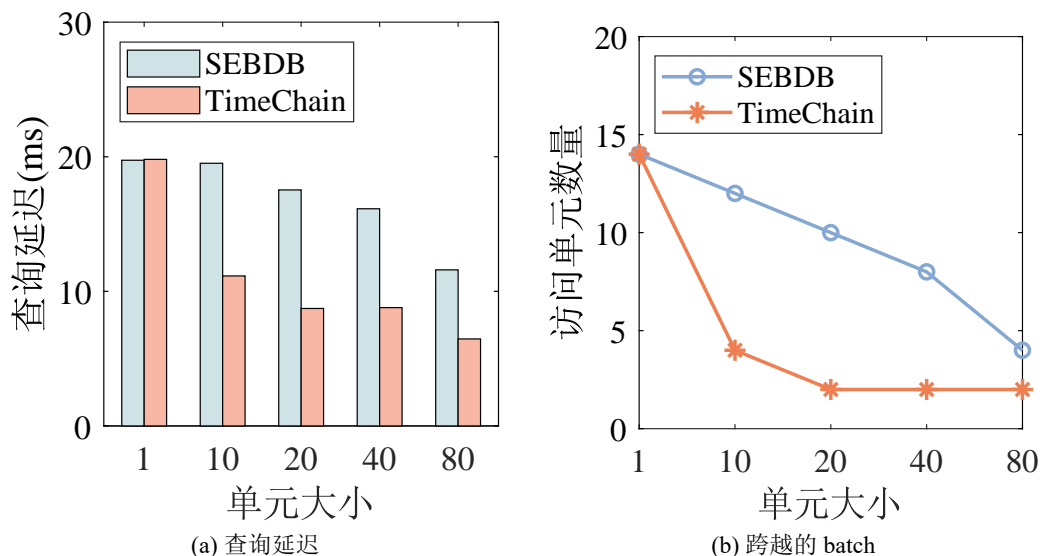 30
20
10
0
查询延迟(ms)
SEBDB
TimeChain
1 10 20 40 80
单元大小
(a) 查询延迟
20
15
10
5
0
访问单元数量
SEBDB
TimeChain
1 10 20 40 80
单元大小
(b) 跨越的 batch